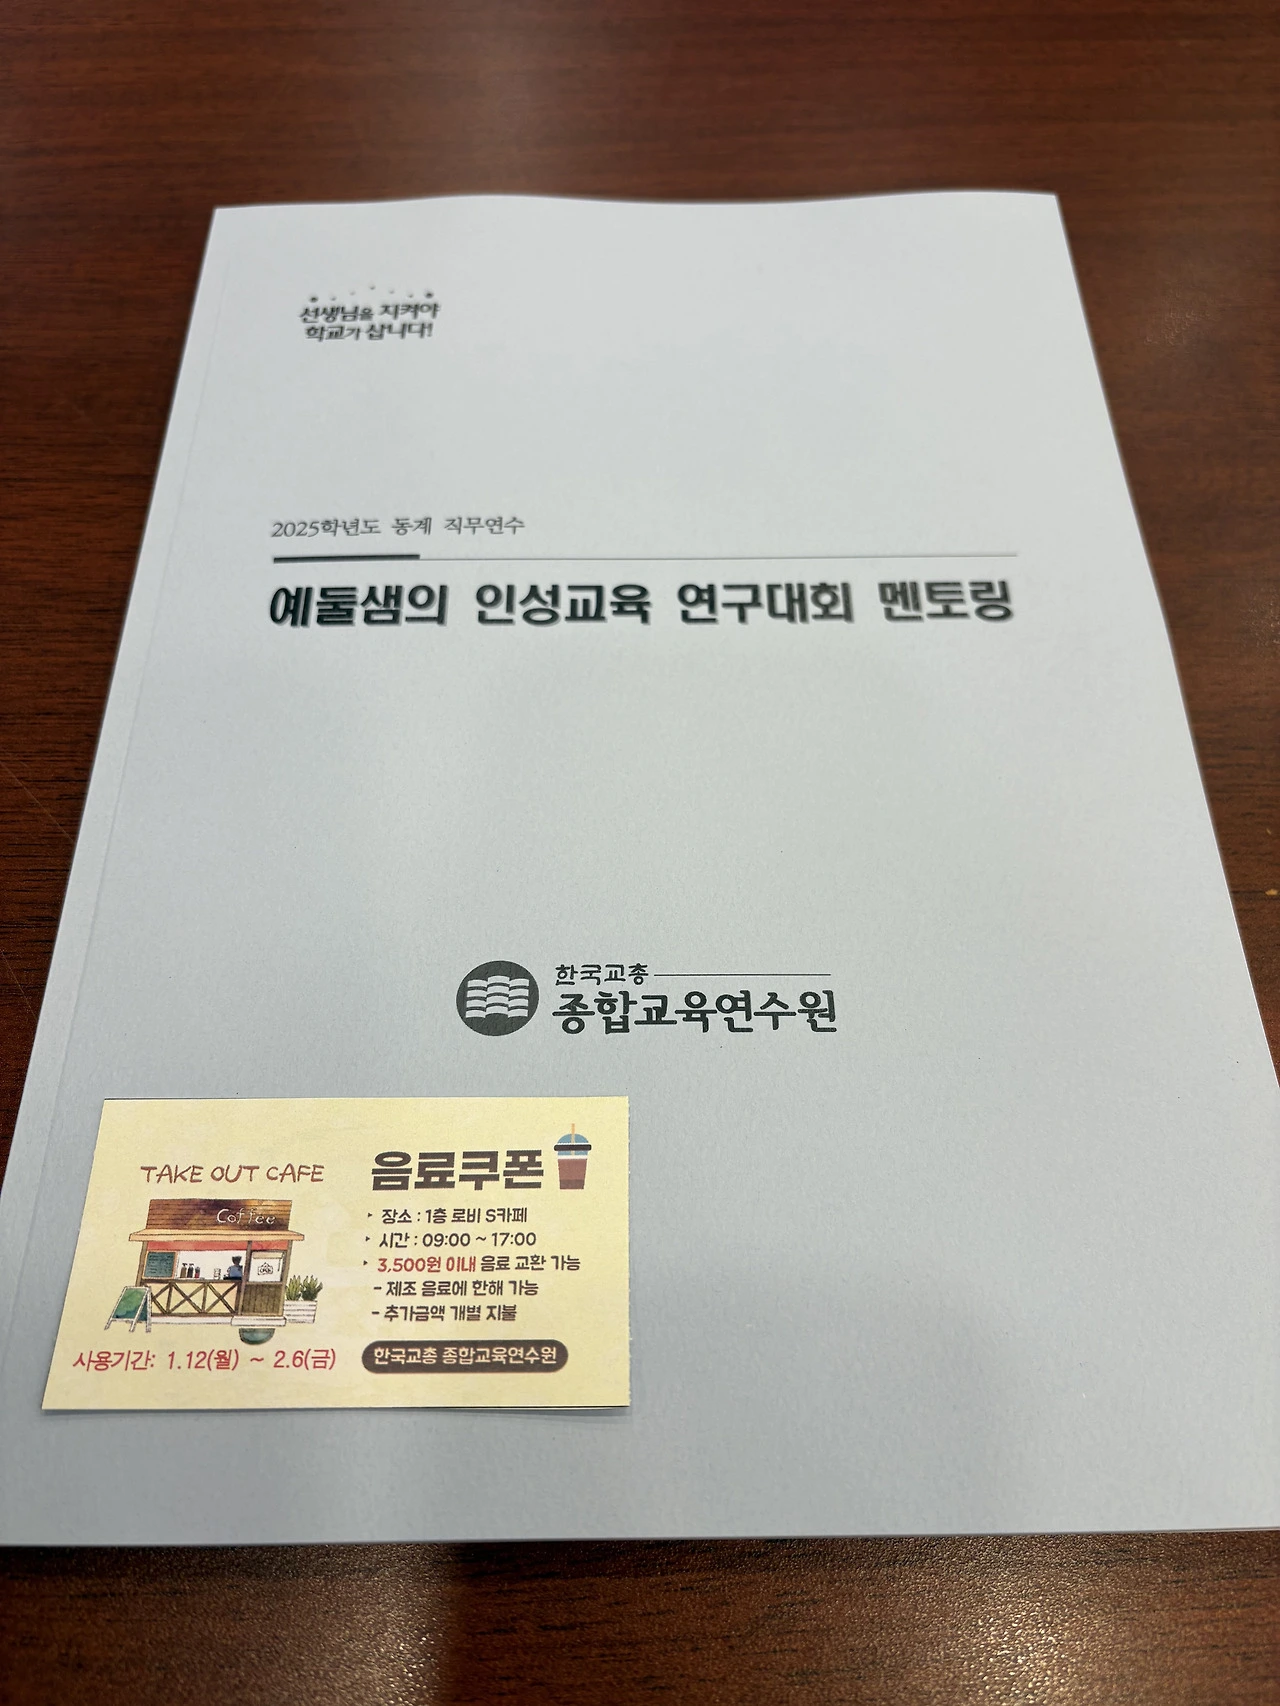 선생님을 지켜야
학교가 삽니다!
2025학년도 동계 직무연수
예둘샘의 인성교육 연구대회 멘토링
한국교총
종합교육연수원
TAKE OUT CAFE
Coffee
사용기간: 1.12(월) ~ 2.6(금)
음료쿠폰
‣ 장소 : 1층 로비 S카페
‣ 시간 : 09:00 ~ 17:00
‣ 3,500원 이내 음료 교환 가능
- 제조 음료에 한해 가능
- 추가금액 개별 지불
한국교총 종합교육연수원